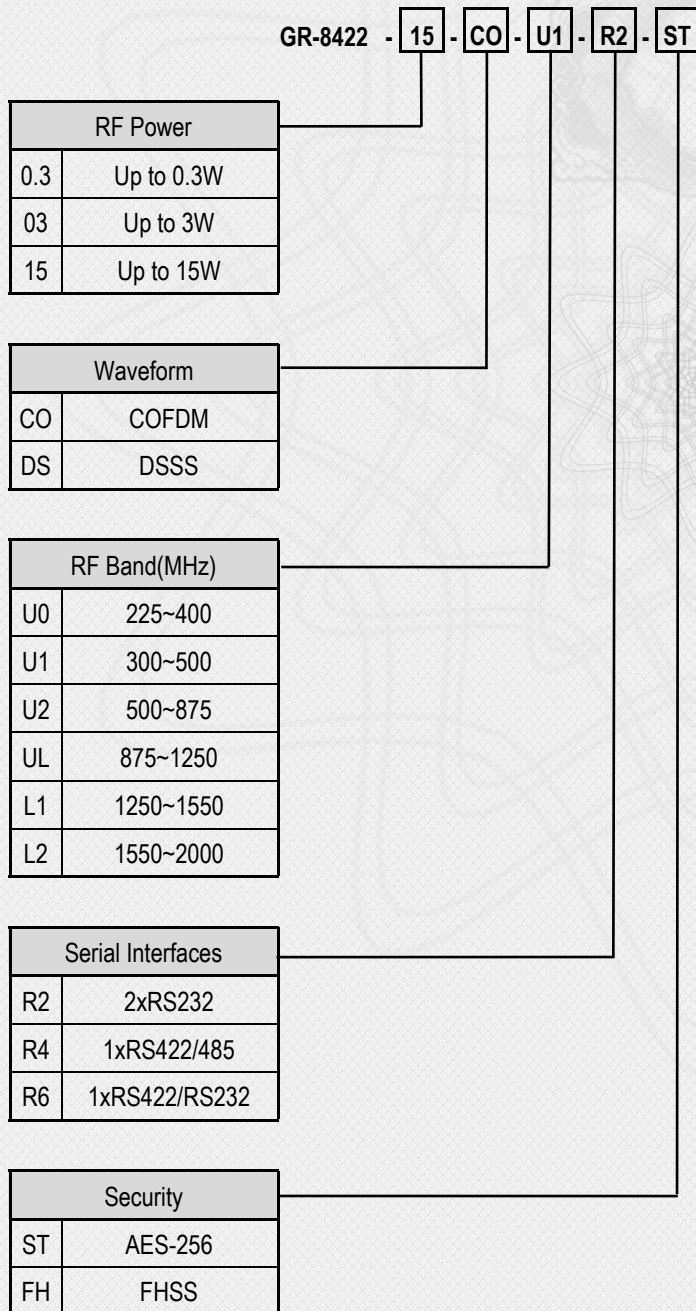 GR-8422 - 15 - CO - U1 - R2 - ST
RF Power
0.3 Up to 0.3W
03 Up to 3W
15 Up to 15W
Waveform
CO COFDM
DS DSSS
RF Band(MHz)
U0 225~400
U1 300~500
U2 500~875
UL 875~1250
L1 1250~1550
L2 1550~2000
Serial Interfaces
R2 2xRS232
R4 1xRS422/485
R6 1xRS422/RS232
Security
ST AES-256
FH FHSS